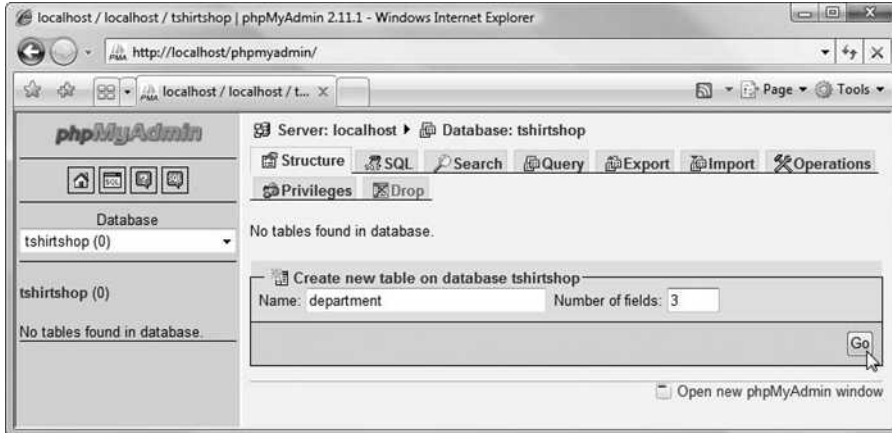 localhost / localhost / tshirtshop | phpMyAdmin 2.11.1 - Windows Internet Explorer
http://localhost/phpmyadmin/
localhost / localhost / t...
Page
Tools
phpMyAdmin
Database
tshirtshop (0)
tshirtshop (0)
No tables found in database.
Server: localhost Database: tshirtshop
Structure SQL Search Query Export Import Operations
Privileges Drop
No tables found in database.
Create new table on database tshirtshop
Name: department Number of fields: 3
Go
Open new phpMyAdmin window